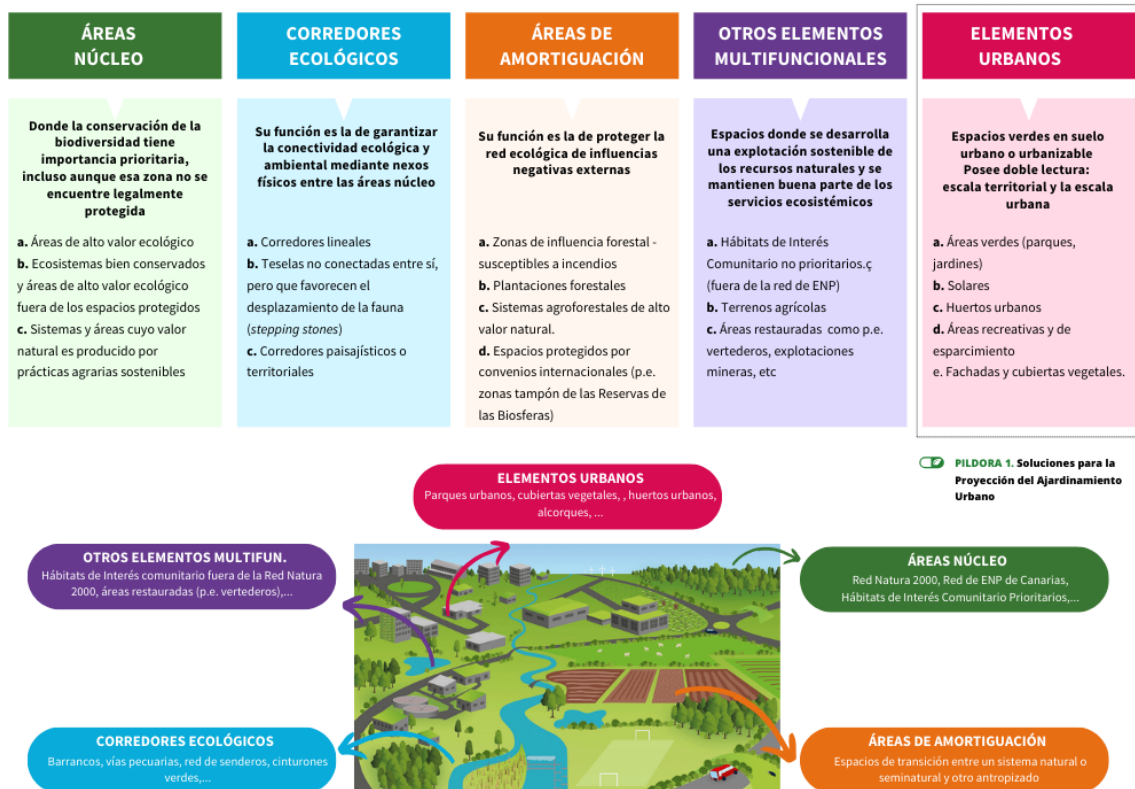 ÁREAS
NÚCLEO
Donde la conservación de la
biodiversidad tiene
importancia prioritaria,
incluso aunque esa zona no se
encuentre legalmente
protegida
a. Áreas de alto valor ecológico
b. Ecosistemas bien conservados
y áreas de alto valor ecológico
fuera de los espacios protegidos
c. Sistemas y áreas cuyo valor
natural es producido por
prácticas agrarias sostenibles
CORREDORES
ECOLÓGICOS
Su función es la de garantizar
la conectividad ecológica y
ambiental mediante nexos
físicos entre las áreas núcleo
a. Corredores lineales
b. Teselas no conectadas entre sí,
pero que favorecen el
desplazamiento de la fauna
(stepping stones)
c. Corredores paisajísticos o
territoriales
ÁREAS DE
AMORTIGUACIÓN
Su función es la de proteger la
red ecológica de influencias
negativas externas
a. Zonas de influencia forestal -
susceptibles a incendios
b. Plantaciones forestales
c. Sistemas agroforestales de alto
valor natural.
d. Espacios protegidos por
convenios internacionales (p.e.
zonas tampón de las Reservas de
las Biosferas)
OTROS ELEMENTOS
MULTIFUNCIONALES
Espacios donde se desarrolla
una explotación sostenible de
los recursos naturales y se
mantienen buena parte de los
servicios ecosistémicos
a. Hábitats de Interés
Comunitario no prioritarios.ç
(fuera de la red de ENP)
b. Terrenos agrícolas
c. Áreas restauradas como p.e.
vertederos, explotaciones
mineras, etc
ELEMENTOS
URBANOS
Espacios verdes en suelo
urbano o urbanizable
Posee doble lectura:
escala territorial y la escala
urbana
a. Áreas verdes (parques,
jardines)
b. Solares
c. Huertos urbanos
d. Áreas recreativas y de
esparcimiento
e. Fachadas y cubiertas vegetales.
PILDORA 1. Soluciones para la
Proyección del Ajardinamiento
Urbano
ELEMENTOS URBANOS
Parques urbanos, cubiertas vegetales, , huertos urbanos,
alcorques, ...
OTROS ELEMENTOS MULTIFUN.
Hábitats de Interés comunitario fuera de la Red Natura
2000, áreas restauradas (p.e. vertederos),...
ÁREAS NÚCLEO
Red Natura 2000, Red de ENP de Canarias,
Hábitats de Interés Comunitario Prioritarios,...
CORREDORES ECOLÓGICOS
Barrancos, vías pecuarias, red de senderos, cinturones
verdes,...
ÁREAS DE AMORTIGUACIÓN
Espacios de transición entre un sistema natural o
seminatural y otro antropizado